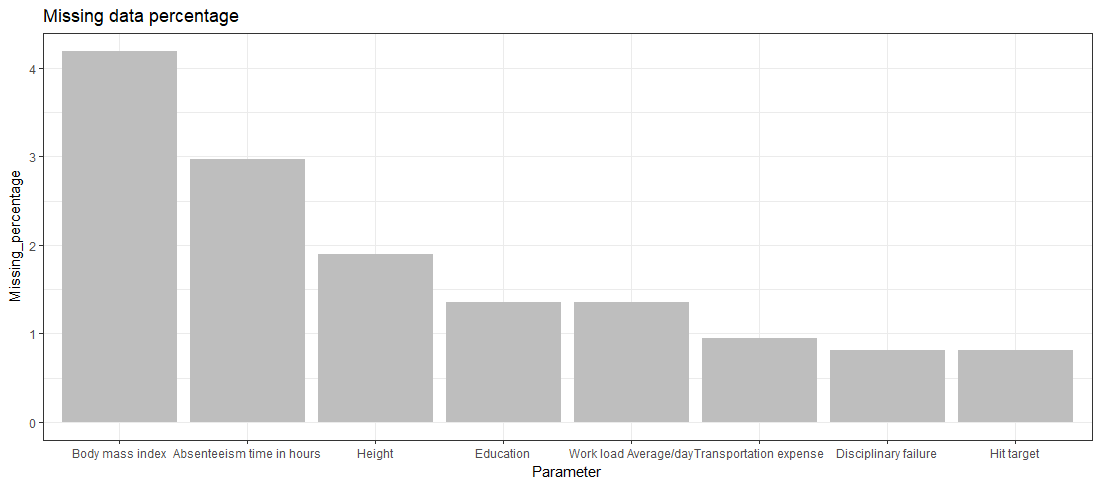 Missing data percentage
Missing_percentage
4
3
2
1
0
Body mass index Absenteeism time in hours Height Education Work load Average/day Transportation expense Disciplinary failure Hit target
Parameter